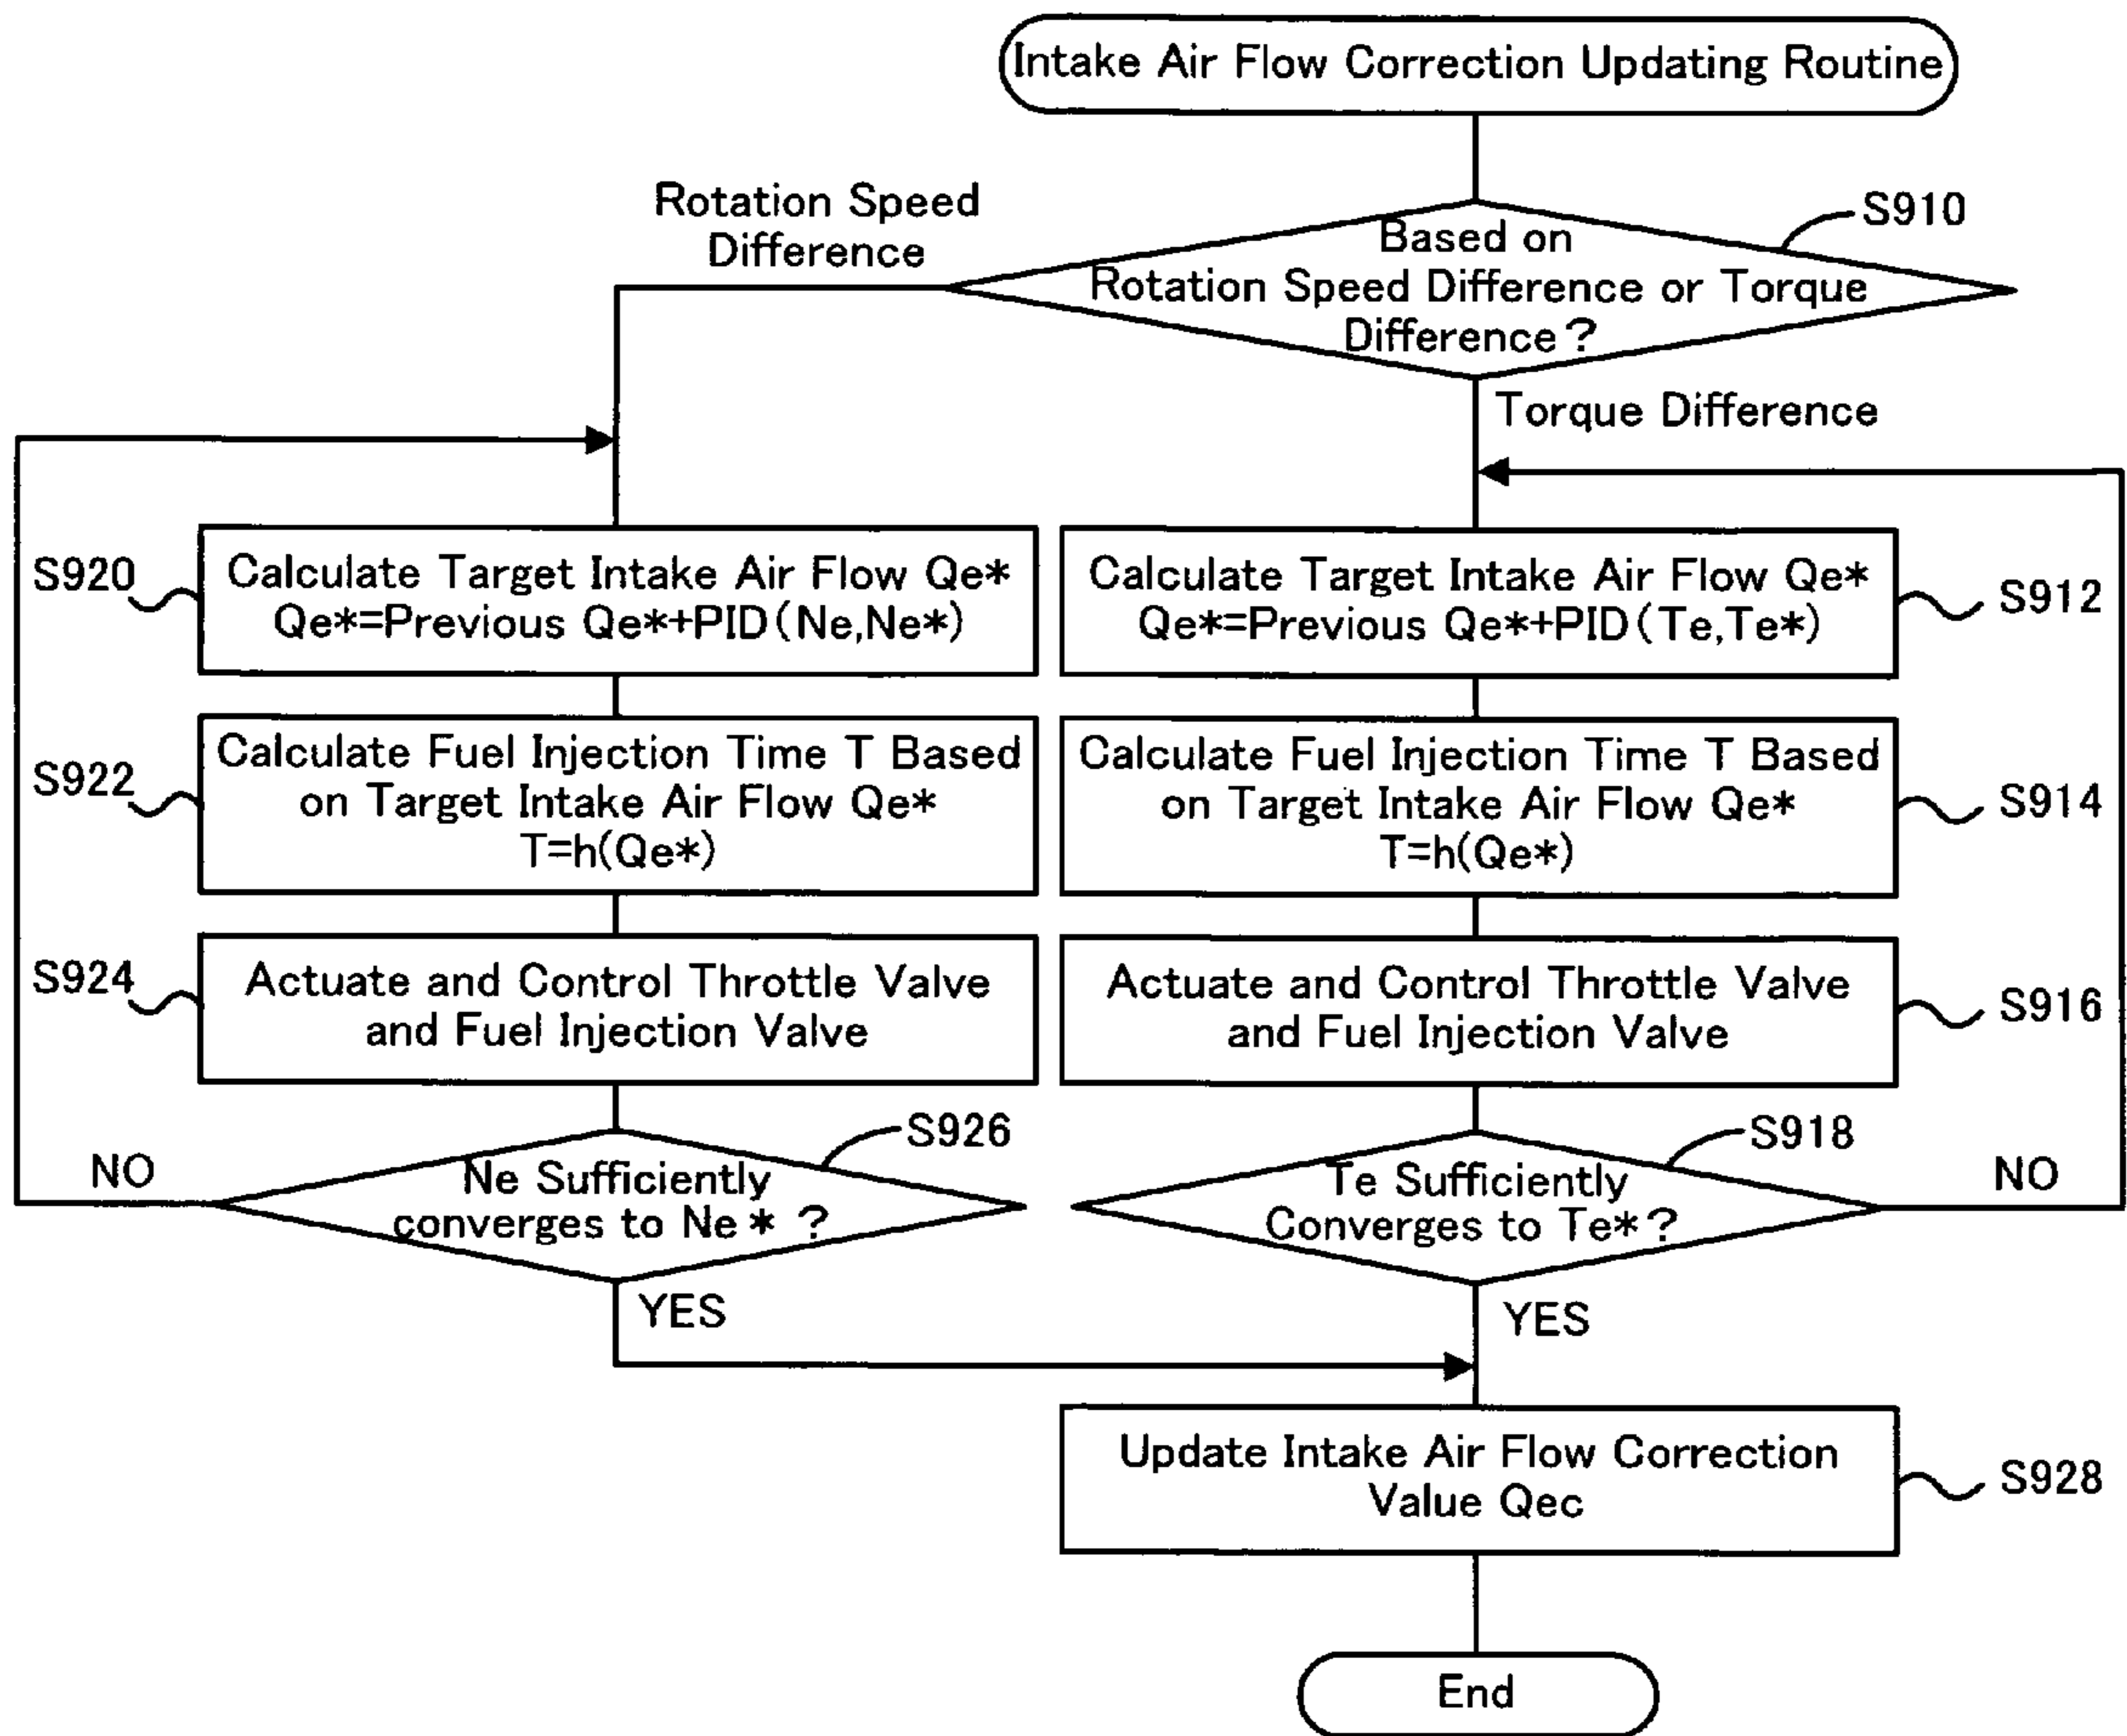 Intake Air Flow Correction Updating Routine
Rotation Speed
Difference
S910
Based on
Rotation Speed Difference or Torque
Difference?
Torque Difference
S920
Calculate Target Intake Air Flow Qe*
Qe*=Previous Qe*+PID(Ne,Ne*)
Calculate Target Intake Air Flow Qe*
Qe*=Previous Qe*+PID(Te,Te*)
S912
S922
Calculate Fuel Injection Time T Based
on Target Intake Air Flow Qe*
T=h(Qe*)
Calculate Fuel Injection Time T Based
on Target Intake Air Flow Qe*
T=h(Qe*)
S914
S924
Actuate and Control Throttle Valve
and Fuel Injection Valve
Actuate and Control Throttle Valve
and Fuel Injection Valve
S916
S926
NO
Ne Sufficiently
converges to Ne* ?
YES
S918
Te Sufficiently
Converges to Te*?
NO
YES
Update Intake Air Flow Correction
Value Qec
S928
End